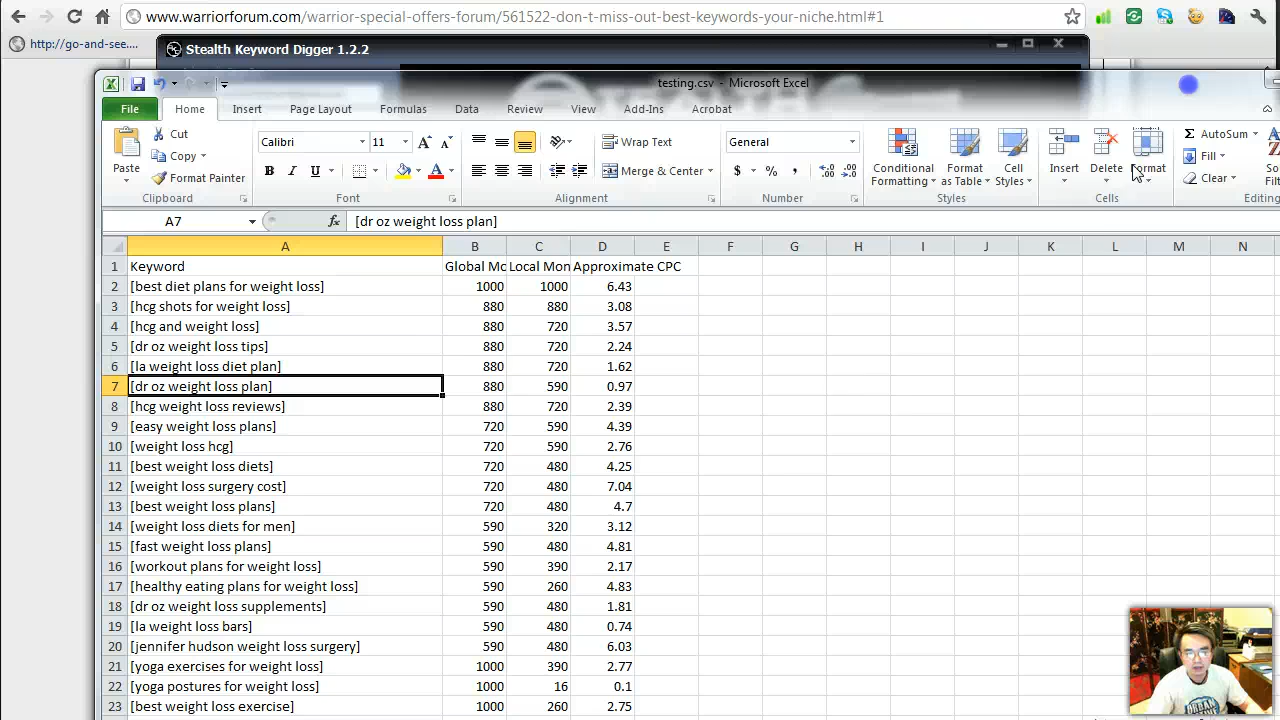 www.warriorforum.com/warrior-special-offers-forum/561522-don-t-miss-out-best-keywords-your-niche.html#1
http://go-and-see....
Stealth Keyword Digger 1.2.2
testing.csv - Microsoft Excel
File Home Insert Page Layout Formulas Data Review View Add-Ins Acrobat
Cut Calibri 11 Wrap Text General AutoSum
Paste Copy Conditional Formatting Format as Table Cell Styles Insert Delete Format Fill
Format Painter B I U A Merge & Center $ % , Clear
Clipboard Font Alignment Number Styles Cells Editing
A7 fx [dr oz weight loss plan]
A B C D E F G H I J K L M N
1 Keyword Global Mo Local Mon Approximate CPC
2 [best diet plans for weight loss] 1000 1000 6.43
3 [hcg shots for weight loss] 880 880 3.08
4 [hcg and weight loss] 880 720 3.57
5 [dr oz weight loss tips] 880 720 2.24
6 [la weight loss diet plan] 880 720 1.62
7 [dr oz weight loss plan] 880 590 0.97
8 [hcg weight loss reviews] 880 720 2.39
9 [easy weight loss plans] 720 590 4.39
10 [weight loss hcg] 720 590 2.76
11 [best weight loss diets] 720 480 4.25
12 [weight loss surgery cost] 720 480 7.04
13 [best weight loss plans] 720 480 4.7
14 [weight loss diets for men] 590 320 3.12
15 [fast weight loss plans] 590 480 4.81
16 [workout plans for weight loss] 590 390 2.17
17 [healthy eating plans for weight loss] 590 260 4.83
18 [dr oz weight loss supplements] 590 480 1.81
19 [la weight loss bars] 590 480 0.74
20 [jennifer hudson weight loss surgery] 590 480 6.03
21 [yoga exercises for weight loss] 1000 390 2.77
22 [yoga postures for weight loss] 1000 16 0.1
23 [best weight loss exercise] 1000 260 2.75